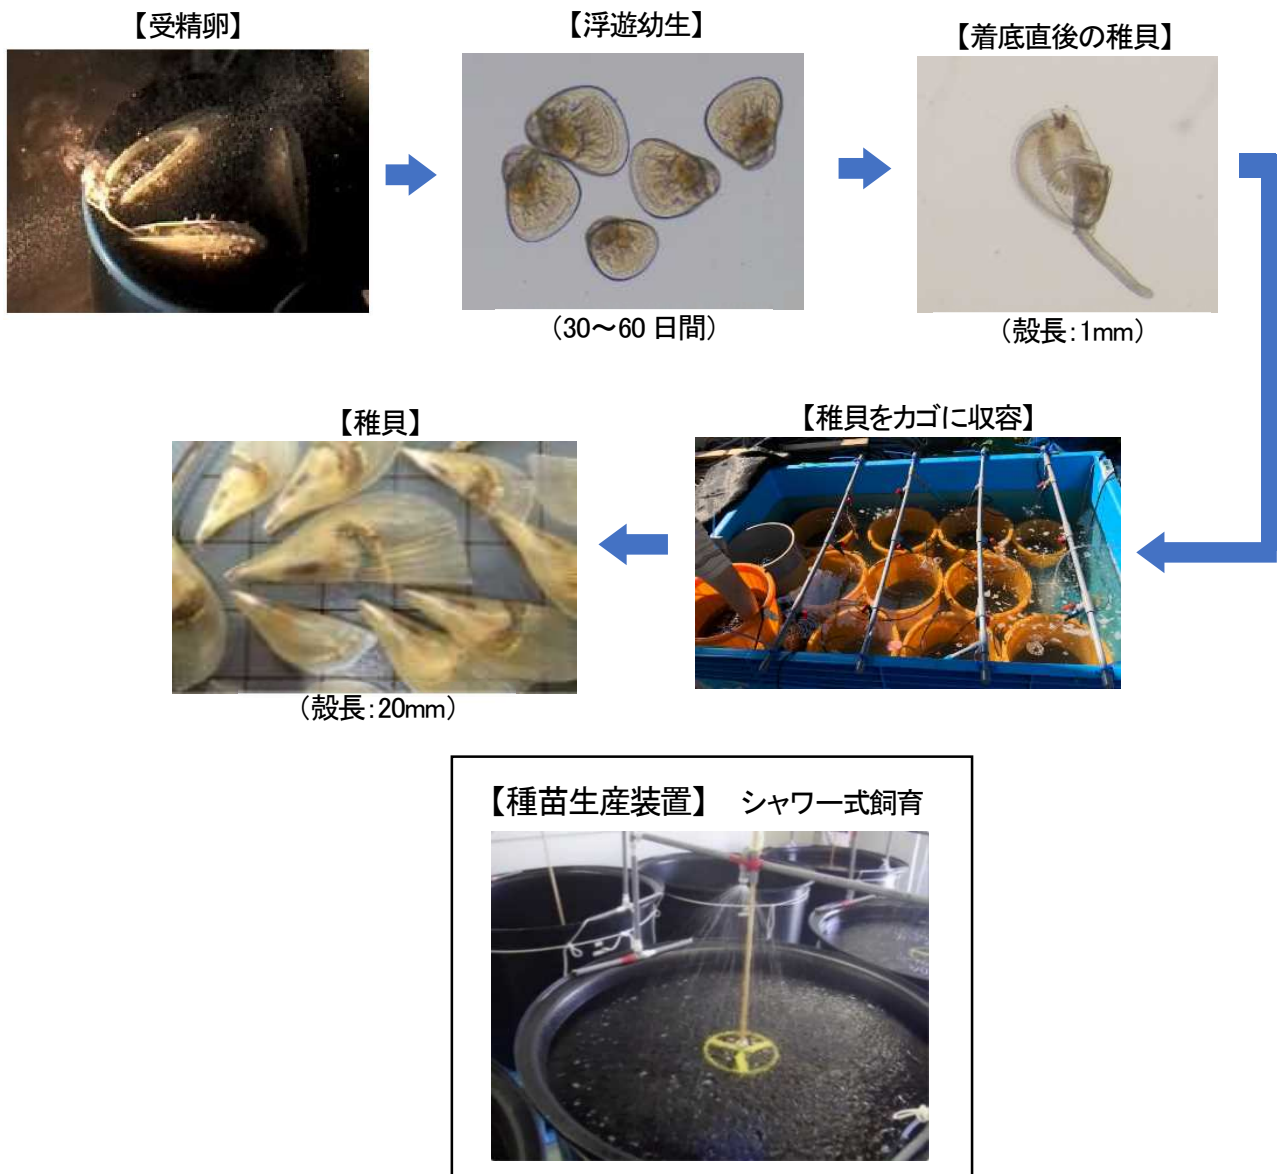 【受精卵】
【浮遊幼生】
【着底直後の稚貝】
（30～60 日間）
（殻長：1mm）
【稚貝をカゴに収容】
【稚貝】
（殻長：20mm）
【種苗生産装置】 シャワー式飼育